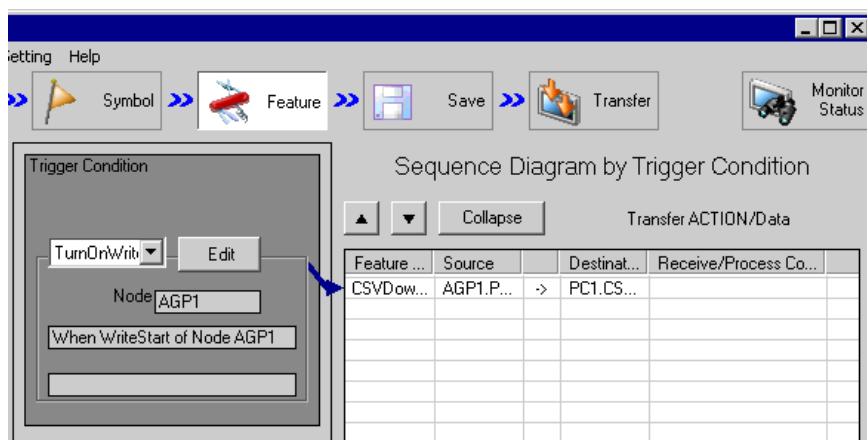 Setting Help
Symbol
Feature
Save
Transfer
Monitor Status
Trigger Condition
TurnOnWrit
Edit
Node AGP1
When WriteStart of Node AGP1
Sequence Diagram by Trigger Condition
Collapse
Transfer ACTION/Data
Feature ... Source Destinat... Receive/Process Co...
CSVDow... AGP1.P... -> PC1.CS...